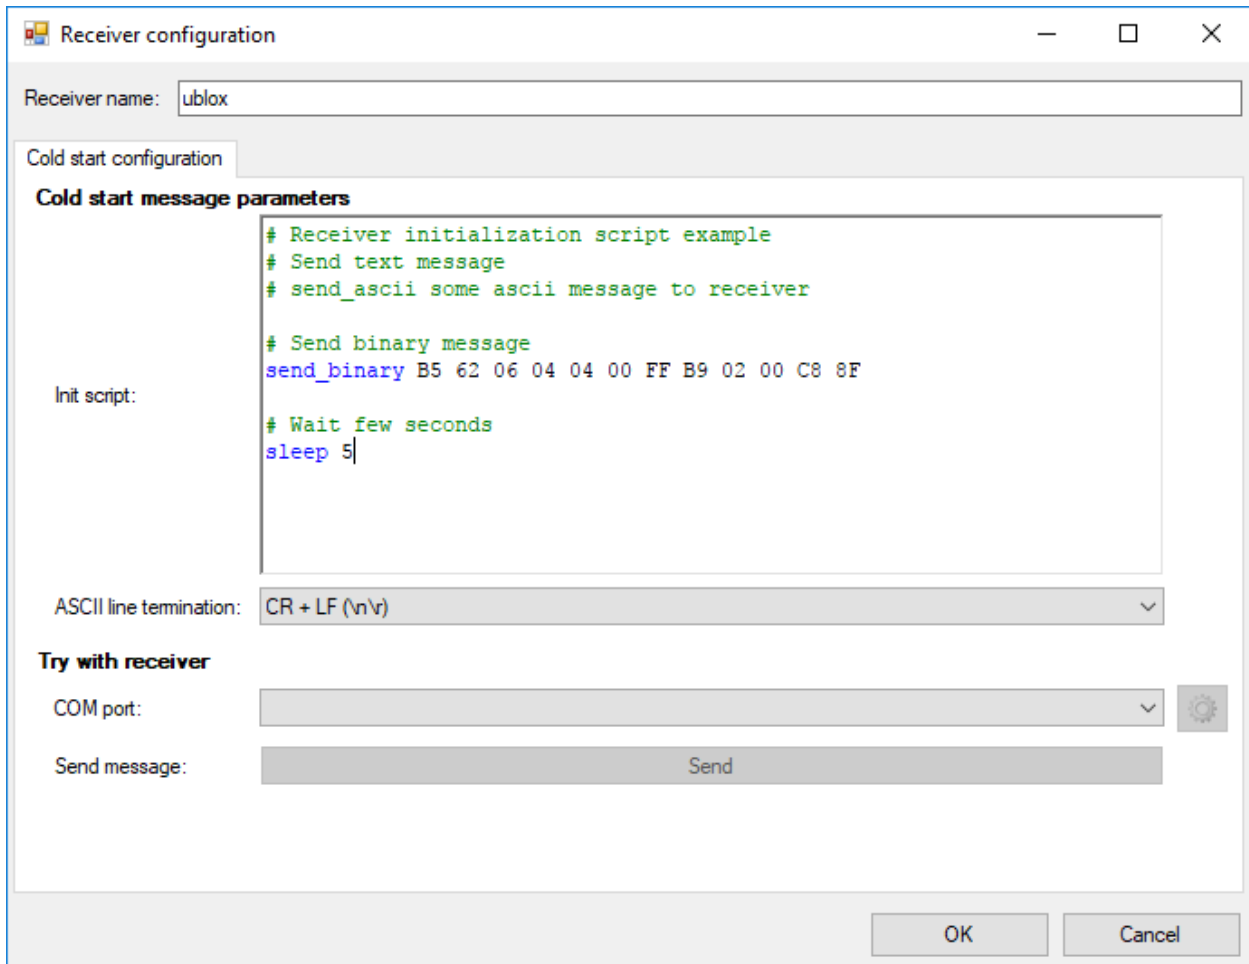 Receiver configuration
Receiver name: ublox
Cold start configuration
Cold start message parameters
# Receiver initialization script example
# Send text message
# send_ascii some ascii message to receiver
# Send binary message
send_binary B5 62 06 04 04 00 FF B9 02 00 C8 8F
Init script:
# Wait few seconds
sleep 5
ASCII line termination: CR + LF (\n\r)
Try with receiver
COM port:
Send message: Send
OK Cancel